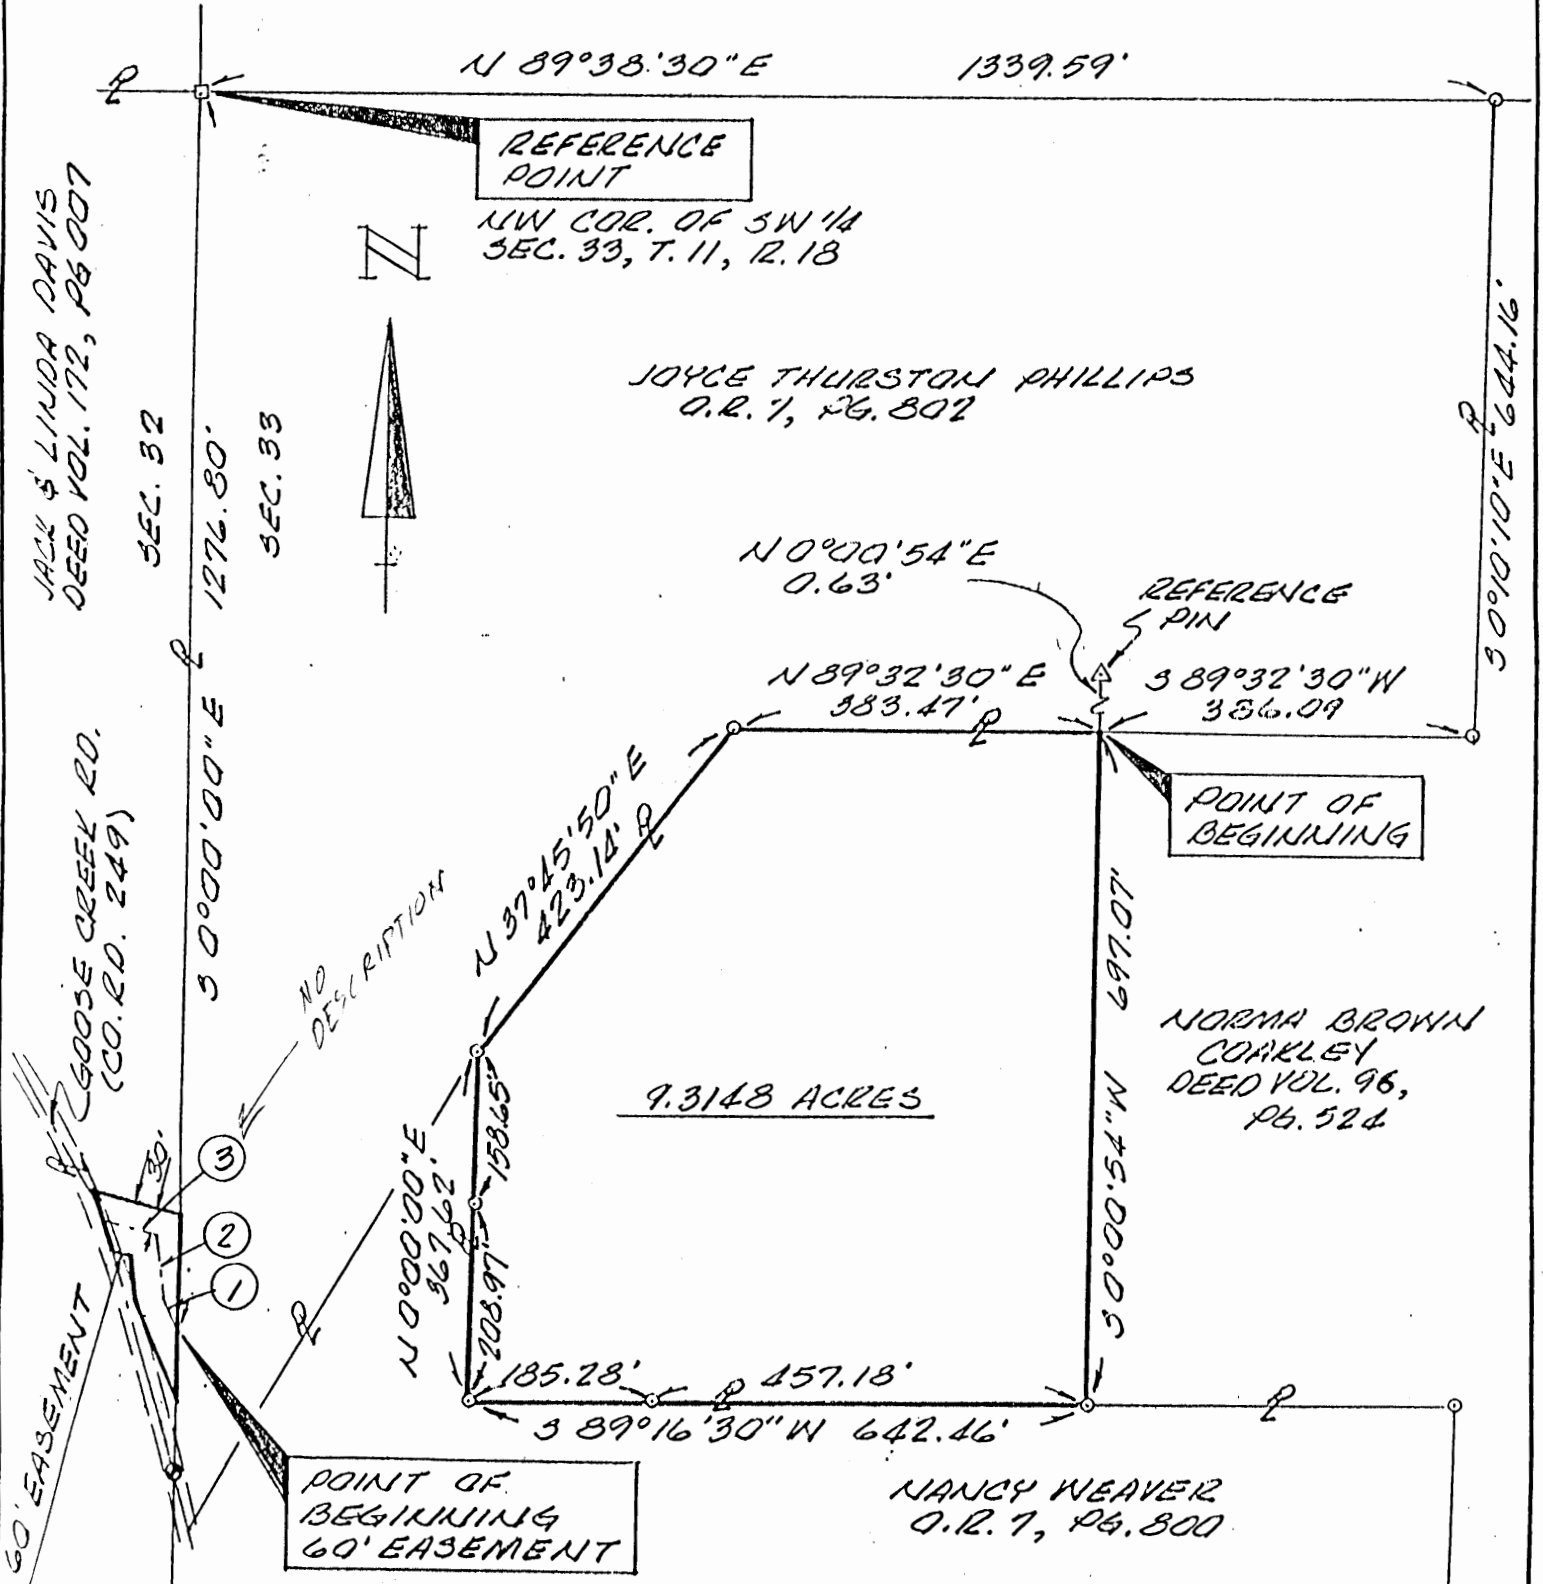 N 89°38'30"E 1339.59'
REFERENCE
POINT
NW COR. OF SW 1/4
SEC. 33, T. 11, R. 18
N
JACK & LINDA DAVIS
DEED VOL. 172, PG 007
SEC. 32
S 0°00'00"E 1276.80'
SEC. 33
JOYCE THURSTON PHILLIPS
O.R. 7, PG. 802
S 0°01'01"E, 644.16'
N 0°00'54"E
0.63'
REFERENCE
PIN
N 89°32'30"E
383.47'
S 89°32'30"W
386.09
POINT OF
BEGINNING
N 37°45'50"E
423.14'
GOOSE CREEK RD.
(CO. RD. 249)
NO
DESCRIPTION
S 0°00'54"W 697.07'
NORMA BROWN
COAKLEY
DEED VOL. 96,
PG. 524
9.3148 ACRES
158.65'
N 0°00'00"E
367.62'
208.97'
30'
3
2
1
60' EASEMENT
185.28' 457.18'
S 89°16'30"W 642.46'
POINT OF
BEGINNING
60' EASEMENT
NANCY WEAVER
O.R. 7, PG. 800